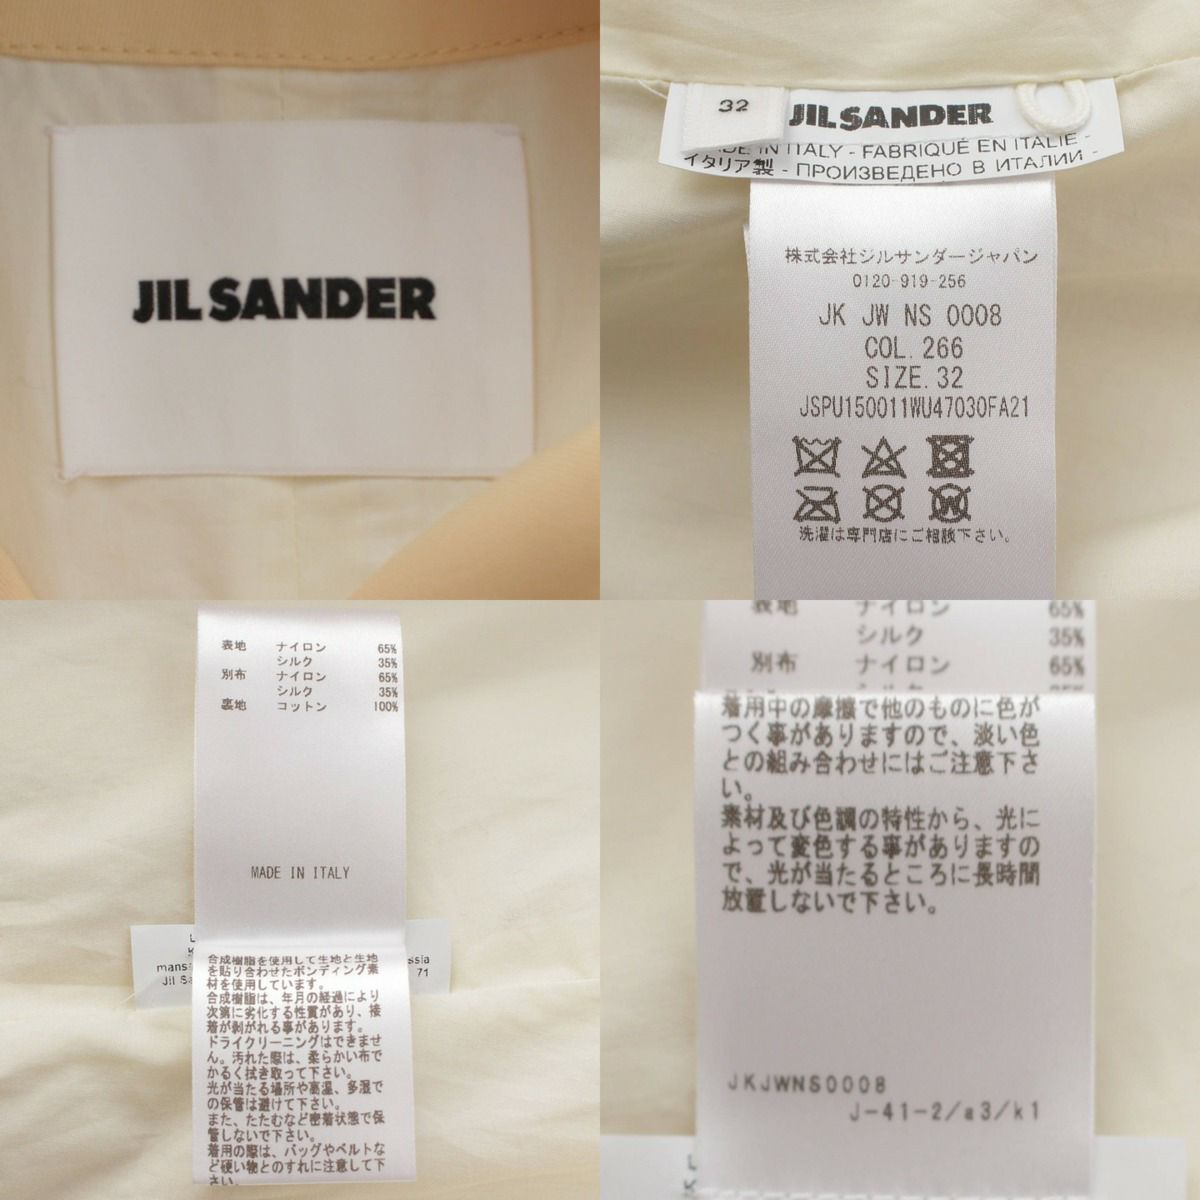 JIL SANDER
32
JIL SANDER
IN ITALY - FABRIQUÉ EN ITALIE -
イタリア製 - ПРОИЗВЕДЕНО В ИТАЛИИ -
株式会社ジルサンダージャパン
0120-919-256
JK JW NS 0008
COL. 266
SIZE. 32
JSPU150011WU47030FA21
W
洗濯は専門店にご相談下さい。
表地 ナイロン 65%
シルク 35%
別布 ナイロン 65%
シルク 35%
裏地 コットン 100%
MADE IN ITALY
71
合成樹脂を使用して生地と生地
を貼り合わせたボンディング素
材を使用しています。
合成樹脂は、年月の経過により
次第に劣化する性質があり、接
着が剥がれる事があります。
ドライクリーニングはできませ
ん。汚れた際は、柔らかい布で
かるく拭き取って下さい。
光が当たる場所や高温、多湿で
の保管は避けて下さい。
また、たたむなど密着状態で保
管しないで下さい。
着用の際は、バッグやベルトな
ど硬い物とのすれに注意して下
さい。
表地 ナイロン 65%
シルク 35%
別布 ナイロン 65%
着用中の摩擦で他のものに色が
つく事がありますので、淡い色
との組み合わせにはご注意下さ
い。
素材及び色調の特性から、光に
よって変色する事がありますの
で、光が当たるところに長時間
放置しないで下さい。
JKJWNS0008
J-41-2/a3/k1